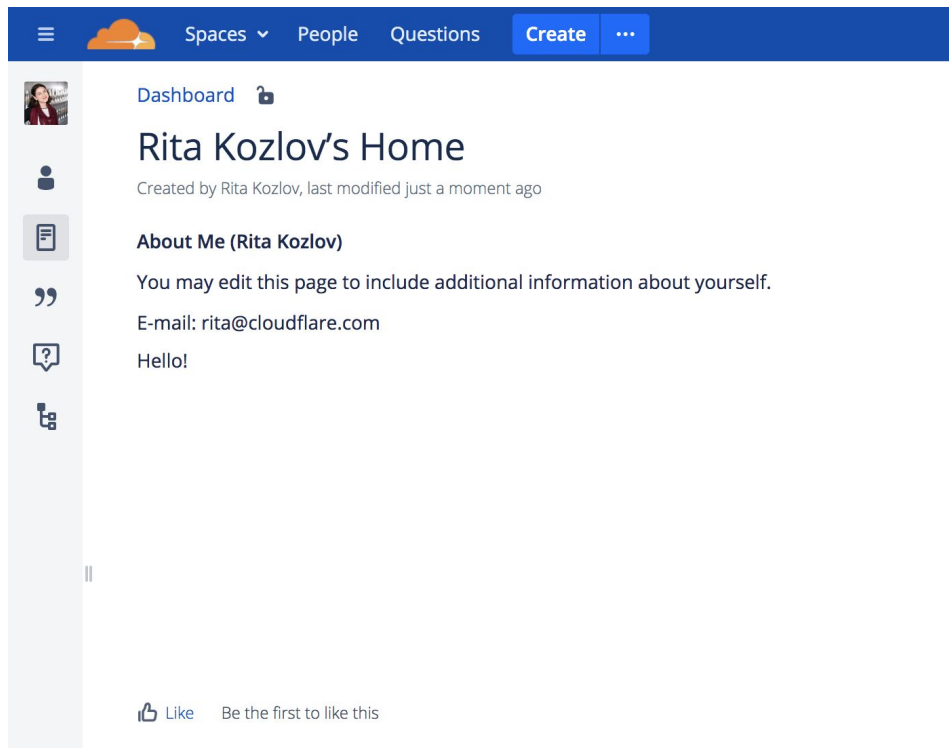 Spaces People Questions Create ...
Dashboard
Rita Kozlov’s Home
Created by Rita Kozlov, last modified just a moment ago
About Me (Rita Kozlov)
You may edit this page to include additional information about yourself.
E-mail: rita@cloudflare.com
Hello!
Like Be the first to like this